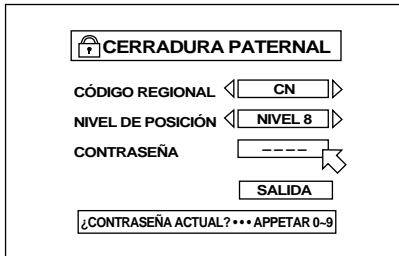 CERRADURA PATERNAL
CÓDIGO REGIONAL CN
NIVEL DE POSICIÓN NIVEL 8
CONTRASEÑA – – – –
SALIDA
¿CONTRASEÑA ACTUAL? ••• APPETAR 0~9